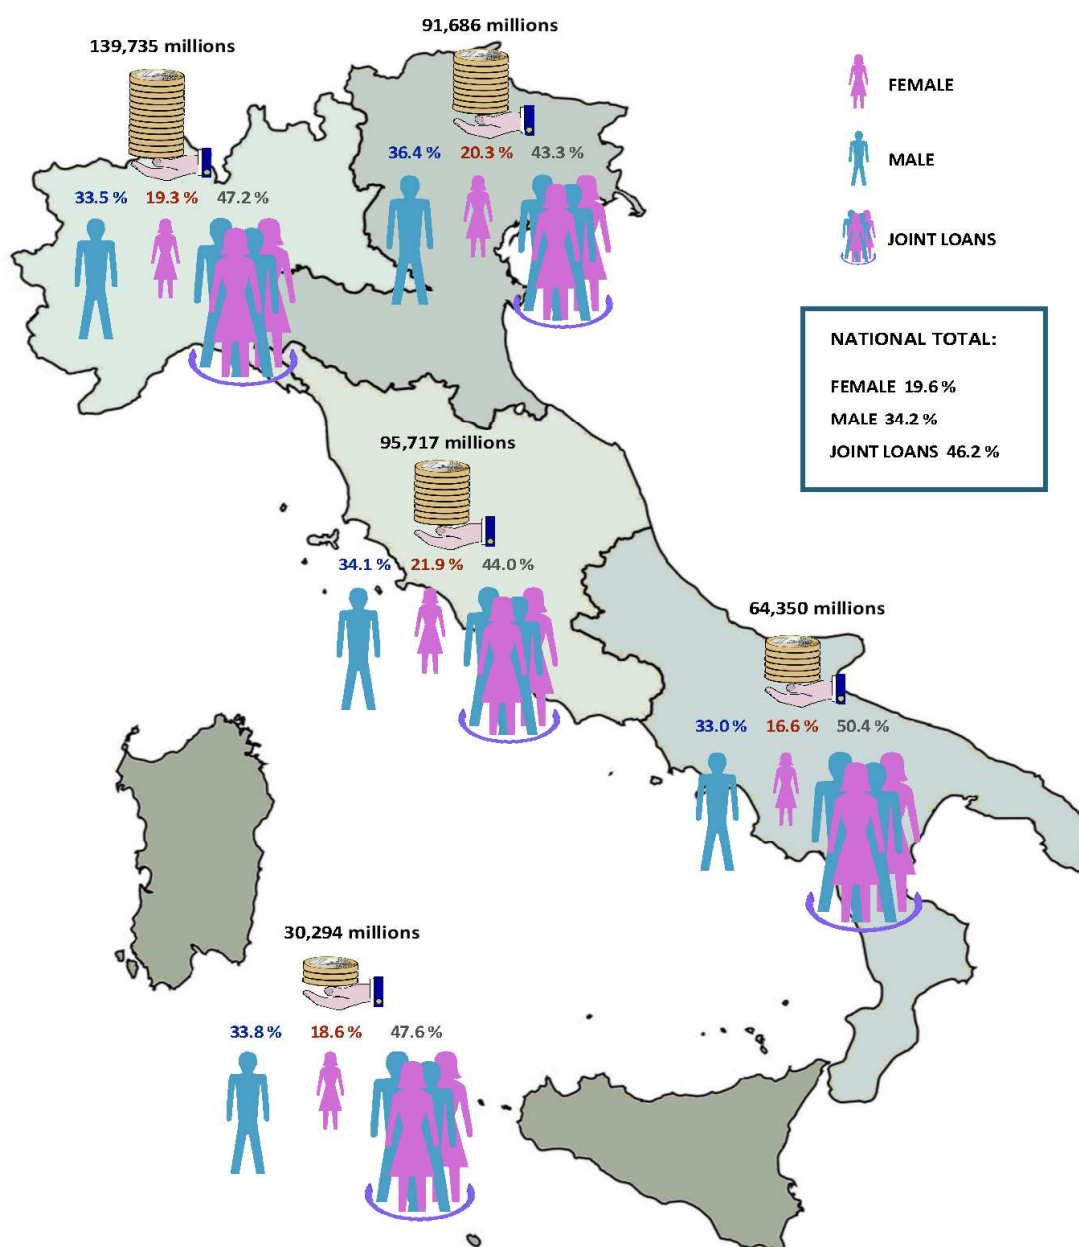 139,735 millions
33.5 % 19.3 % 47.2 %
91,686 millions
36.4 % 20.3 % 43.3 %
FEMALE
MALE
JOINT LOANS
NATIONAL TOTAL:
FEMALE 19.6 %
MALE 34.2 %
JOINT LOANS 46.2 %
95,717 millions
34.1 % 21.9 % 44.0 %
64,350 millions
33.0 % 16.6 % 50.4 %
30,294 millions
33.8 % 18.6 % 47.6 %